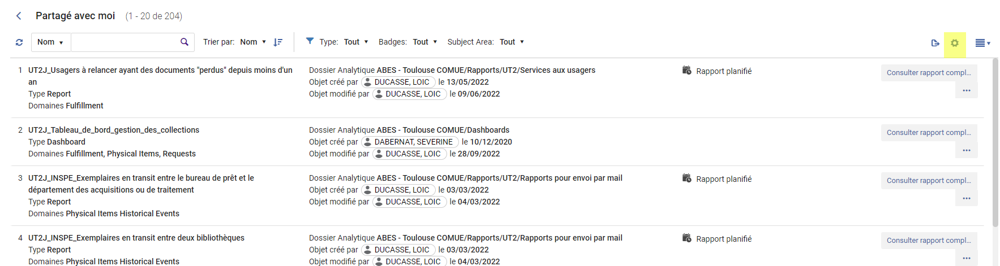 Partagé avec moi (1 - 20 de 204)
Nom Trier par: Nom Type: Tout Badges: Tout Subject Area: Tout
1 UT2J_Usagers à relancer ayant des documents "perdus" depuis moins d'un
an
Type Report
Domaines Fulfillment
Dossier Analytique ABES - Toulouse COMUE/Rapports/UT2/Services aux usagers
Objet créé par DUCASSE, LOIC le 13/05/2022
Objet modifié par DUCASSE, LOIC le 09/06/2022
Rapport planifié
Consulter rapport compl...
2 UT2J_Tableau_de_bord_gestion_des_collections
Type Dashboard
Domaines Fulfillment, Physical Items, Requests
Dossier Analytique ABES - Toulouse COMUE/Dashboards
Objet créé par DABERNAT, SEVERINE le 10/12/2020
Objet modifié par DUCASSE, LOIC le 28/09/2022
Consulter rapport compl...
3 UT2J_INSPE_Exemplaires en transit entre le bureau de prêt et le
département des acquisitions ou de traitement
Type Report
Domaines Physical Items Historical Events
Dossier Analytique ABES - Toulouse COMUE/Rapports/UT2/Rapports pour envoi par mail
Objet créé par DUCASSE, LOIC le 03/03/2022
Objet modifié par DUCASSE, LOIC le 04/03/2022
Rapport planifié
Consulter rapport compl...
4 UT2J_INSPE_Exemplaires en transit entre deux bibliothèques
Type Report
Domaines Physical Items Historical Events
Dossier Analytique ABES - Toulouse COMUE/Rapports/UT2/Rapports pour envoi par mail
Objet créé par DUCASSE, LOIC le 03/03/2022
Objet modifié par DUCASSE, LOIC le 04/03/2022
Rapport planifié
Consulter rapport compl...